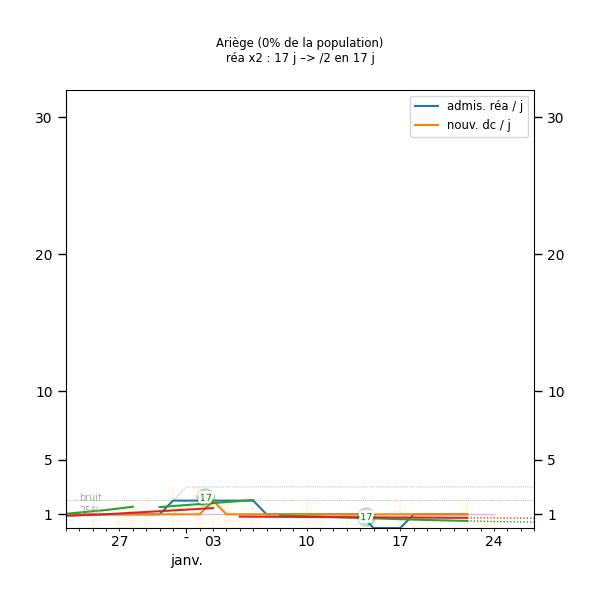 Ariège (0% de la population)
réa x2 : 17 j –> /2 en 17 j
admis. réa / j
nouv. dc / j
30 30
20 20
10 10
5 5
bruit
17
25%
17
1 1
27 - 03 10 17 24
janv.